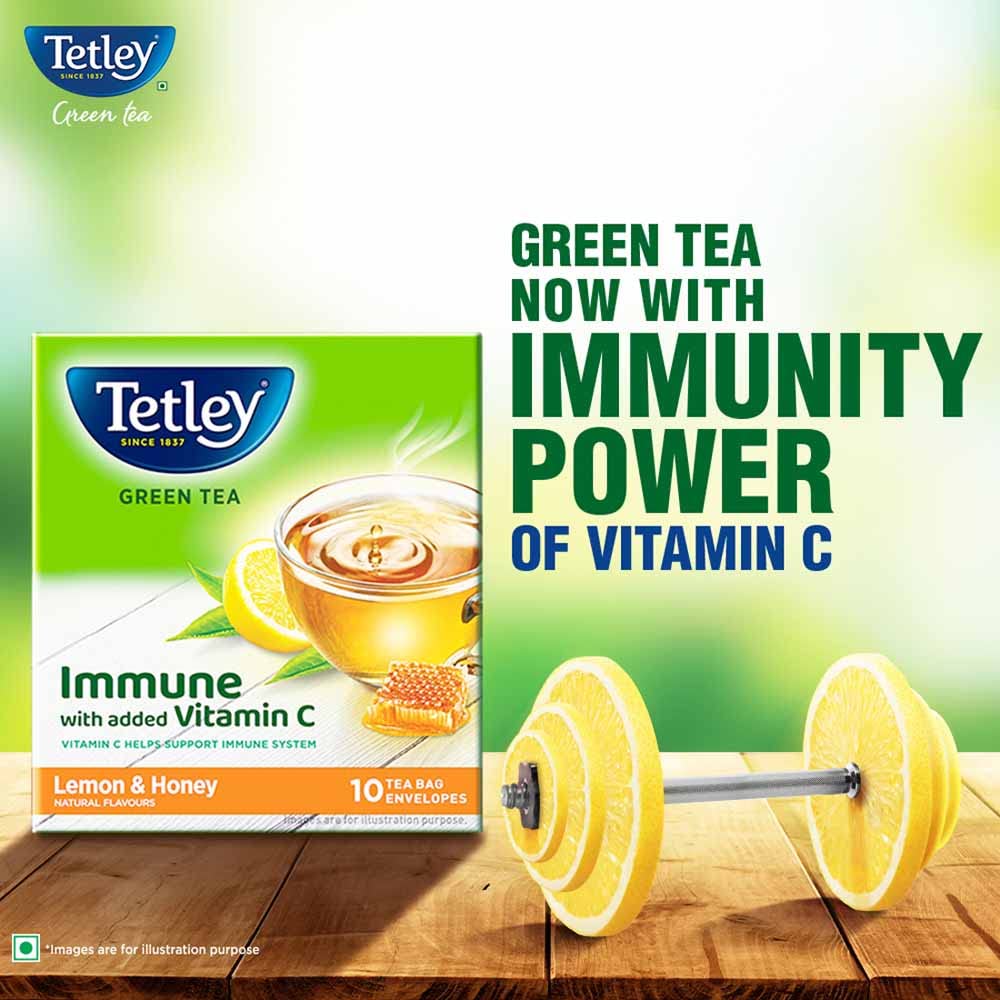 Tetley®
SINCE 1837
Green tea
GREEN TEA
NOW WITH
IMMUNITY
POWER
OF VITAMIN C
Tetley®
SINCE 1837
GREEN TEA
Immune
with added Vitamin C
VITAMIN C HELPS SUPPORT IMMUNE SYSTEM
Lemon & Honey
NATURAL FLAVOURS
10 TEA BAG
ENVELOPES
Images are for illustration purpose.
*Images are for illustration purpose